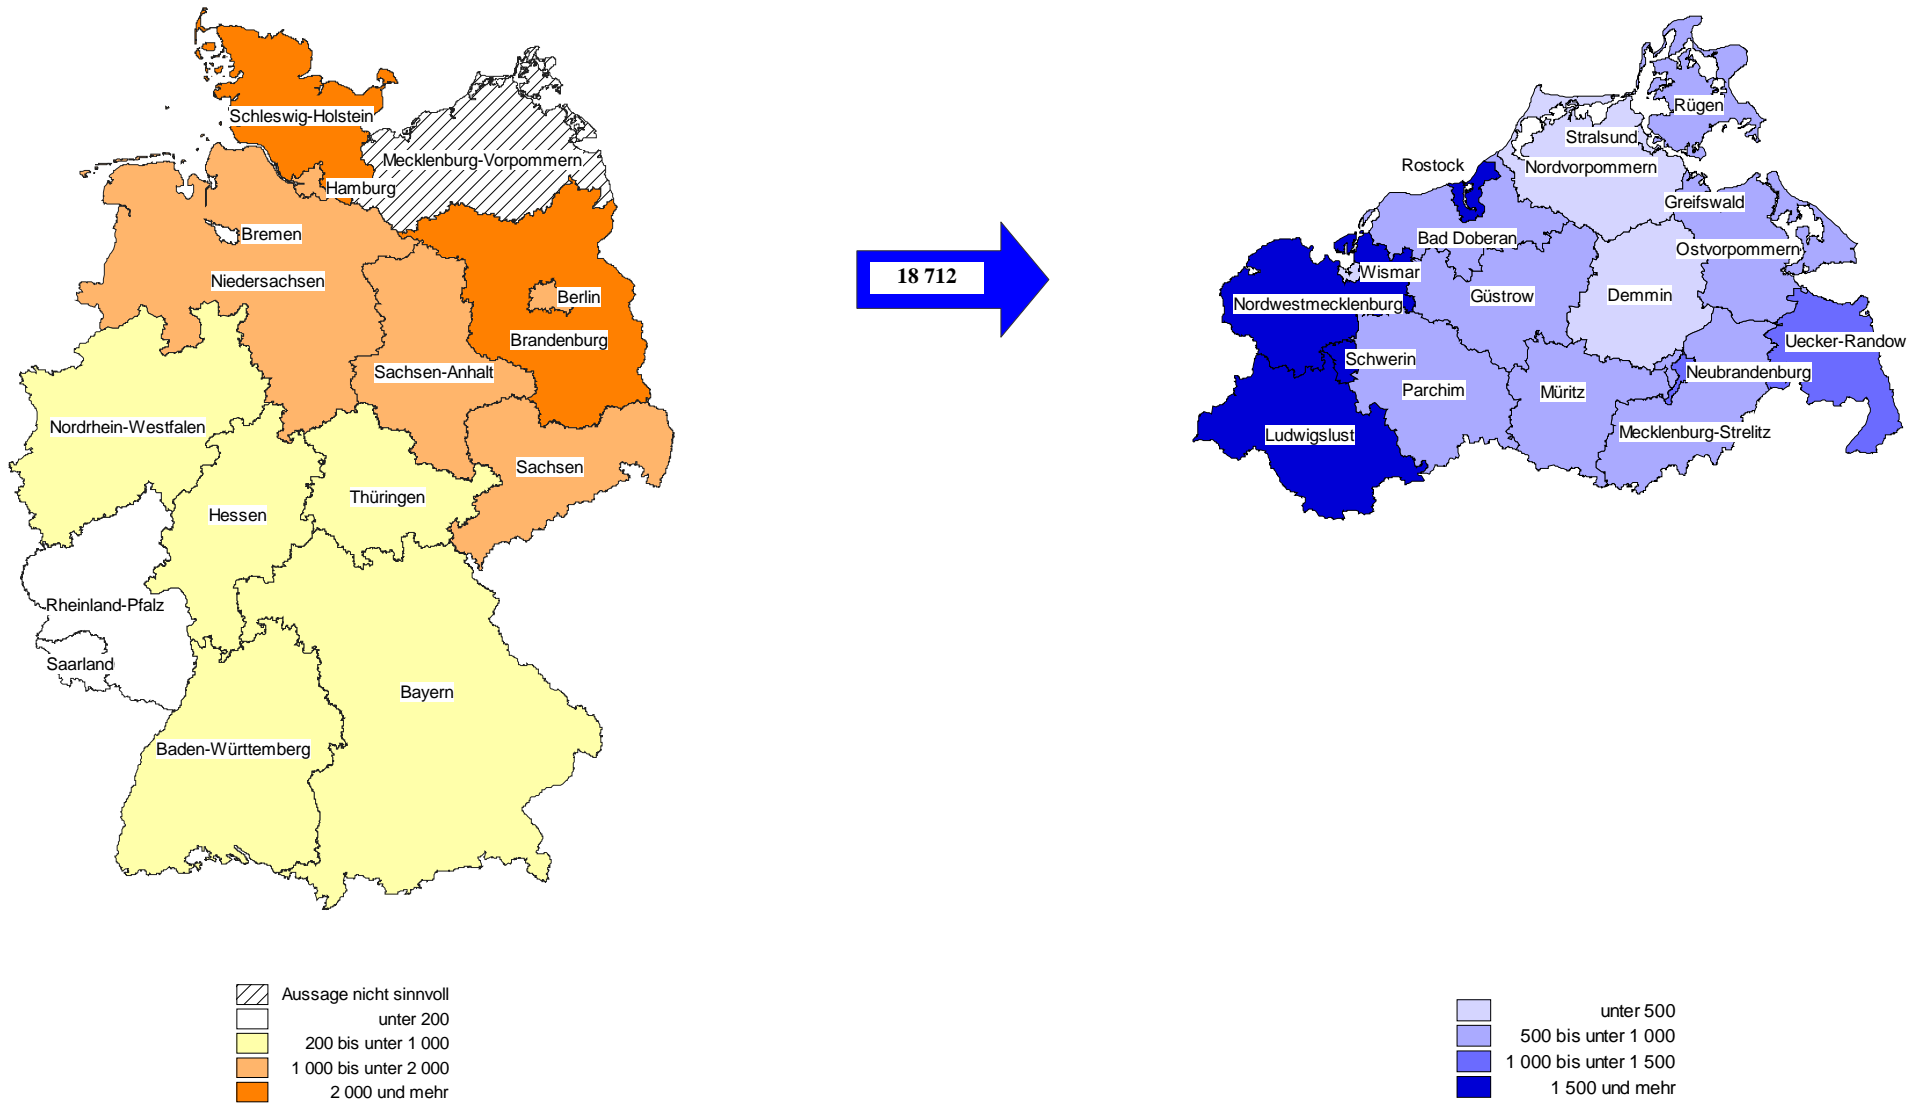 Schleswig-Holstein
Mecklenburg-Vorpommern
Hamburg
Bremen
Niedersachsen
Berlin
Brandenburg
Sachsen-Anhalt
Nordrhein-Westfalen
Sachsen
Thüringen
Hessen
Rheinland-Pfalz
Saarland
Bayern
Baden-Württemberg
Aussage nicht sinnvoll
unter 200
200 bis unter 1 000
1 000 bis unter 2 000
2 000 und mehr
18 712
Rügen
Stralsund
Rostock
Nordvorpommern
Greifswald
Bad Doberan
Ostvorpommern
Wismar
Nordwestmecklenburg
Güstrow
Demmin
Uecker-Randow
Schwerin
Neubrandenburg
Parchim
Müritz
Ludwigslust
Mecklenburg-Strelitz
unter 500
500 bis unter 1 000
1 000 bis unter 1 500
1 500 und mehr